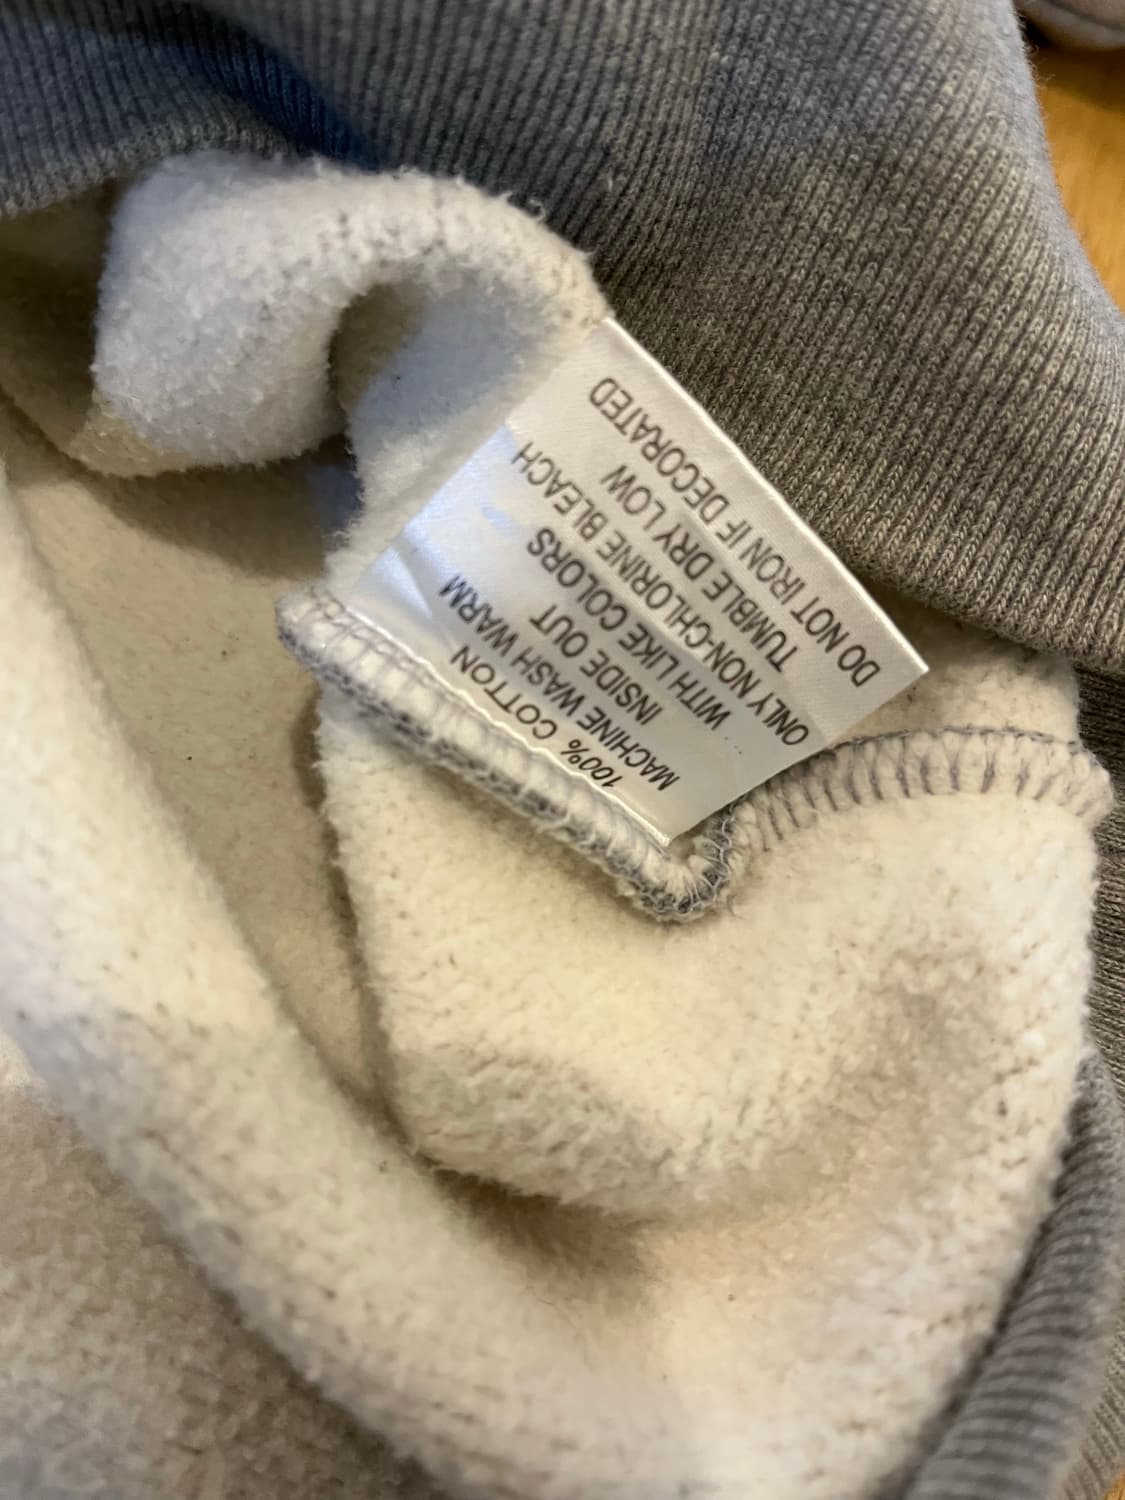 100% COTTON
MACHINE WASH WARM
INSIDE OUT
WITH LIKE COLORS
ONLY NON-CHLORINE BLEACH
TUMBLE DRY LOW
DO NOT IRON IF DECORATED